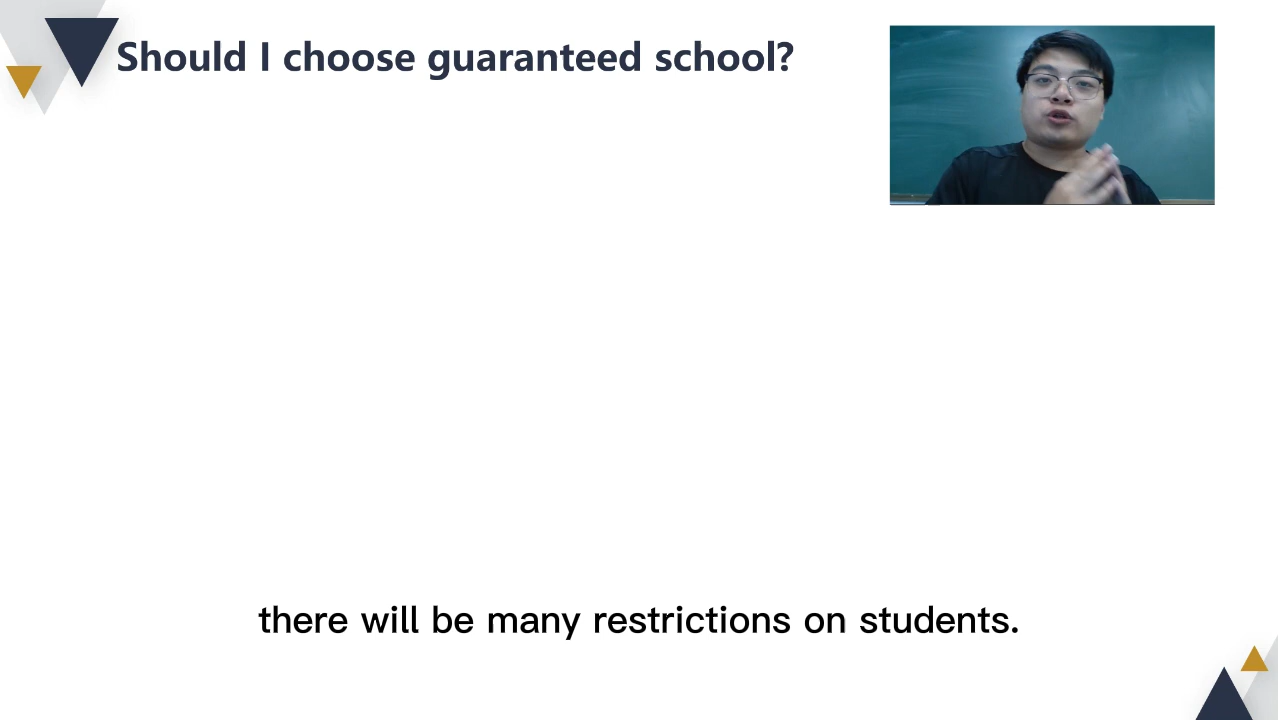 Should I choose guaranteed school?
there will be many restrictions on students.